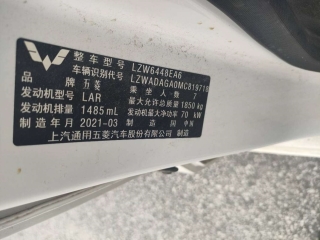 整车型号 LZW6448EA6
车辆识别代号 LZWADAGA0MC819718
品牌 五菱 乘坐人数 7
发动机型号 LAR 最大允许总质量 1850 kg
发动机排量 1485 mL 发动机最大净功率 70 kW
制造年月 2021-03 制造国 中国
上汽通用五菱汽车股份有限公司制造